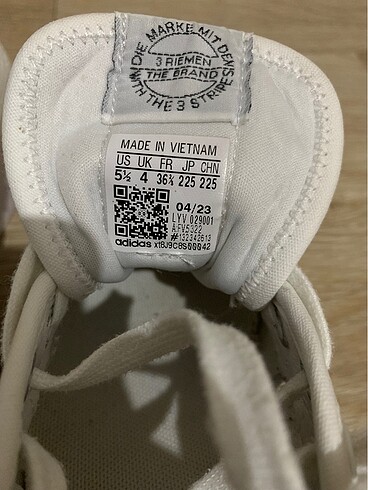 DIE MARKE MIT DEN
3 RIEMEN
THE BRAND
WITH THE 3 STRIPES
MADE IN VIETNAM
US UK FR JP CHN
5½ 4 36⅔ 225 225
04/23
LYV 029001
#132342613
adidas